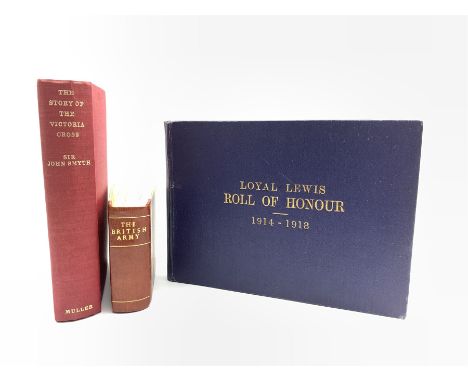 THE
STORY OF
THE
VICTORIA
CROSS
SIR
JOHN SMYTH
MULLER
THE
BRITISH
ARMY
LOYAL LEWIS
ROLL OF HONOUR
1914 - 1918